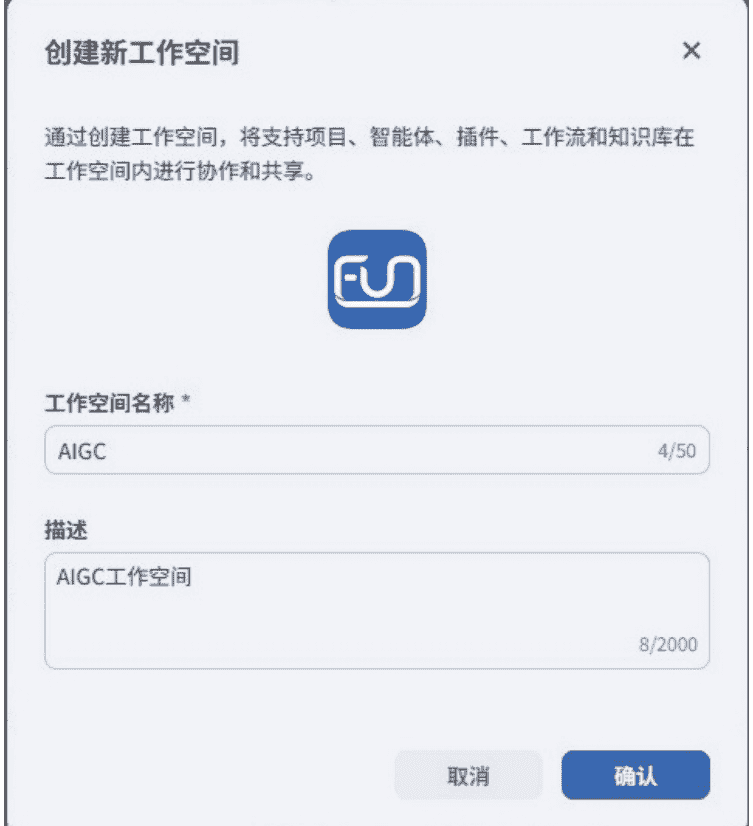 创建新工作空间
通过创建工作空间，将支持项目、智能体、插件、工作流和知识库在
工作空间内进行协作和共享。
FUN
工作空间名称 *
AIGC
4/50
描述
AIGC工作空间
8/2000
取消
确认